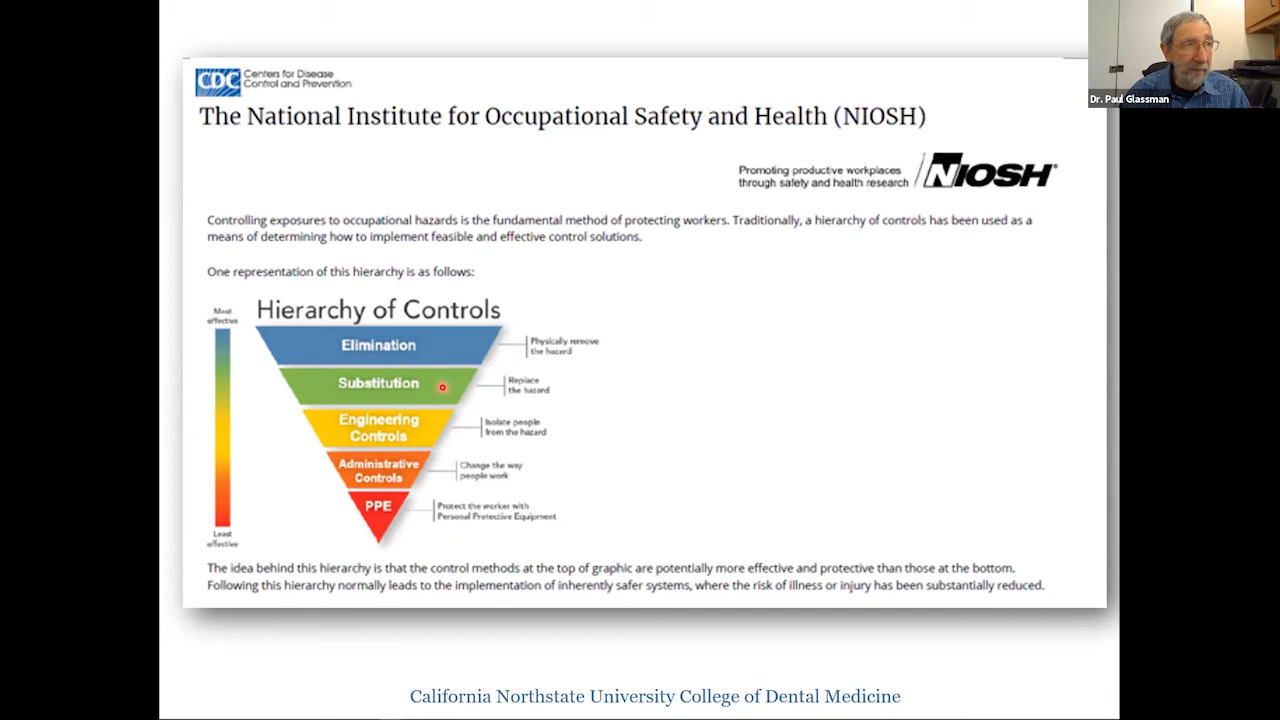 CDC Centers for Disease
Control and Prevention
The National Institute for Occupational Safety and Health (NIOSH)
Dr. Paul Glassman
Promoting productive workplaces
through safety and health research
NIOSH®
Controlling exposures to occupational hazards is the fundamental method of protecting workers. Traditionally, a hierarchy of controls has been used as a
means of determining how to implement feasible and effective control solutions.
One representation of this hierarchy is as follows:
Hierarchy of Controls
Most
effective
Elimination
Physically remove
the hazard
Substitution
Replace
the hazard
Engineering
Controls
Isolate people
from the hazard
Administrative
Controls
Change the way
people work
PPE
Protect the worker with
Personal Protective Equipment
Least
effective
The idea behind this hierarchy is that the control methods at the top of graphic are potentially more effective and protective than those at the bottom.
Following this hierarchy normally leads to the implementation of inherently safer systems, where the risk of illness or injury has been substantially reduced.
California Northstate University College of Dental Medicine